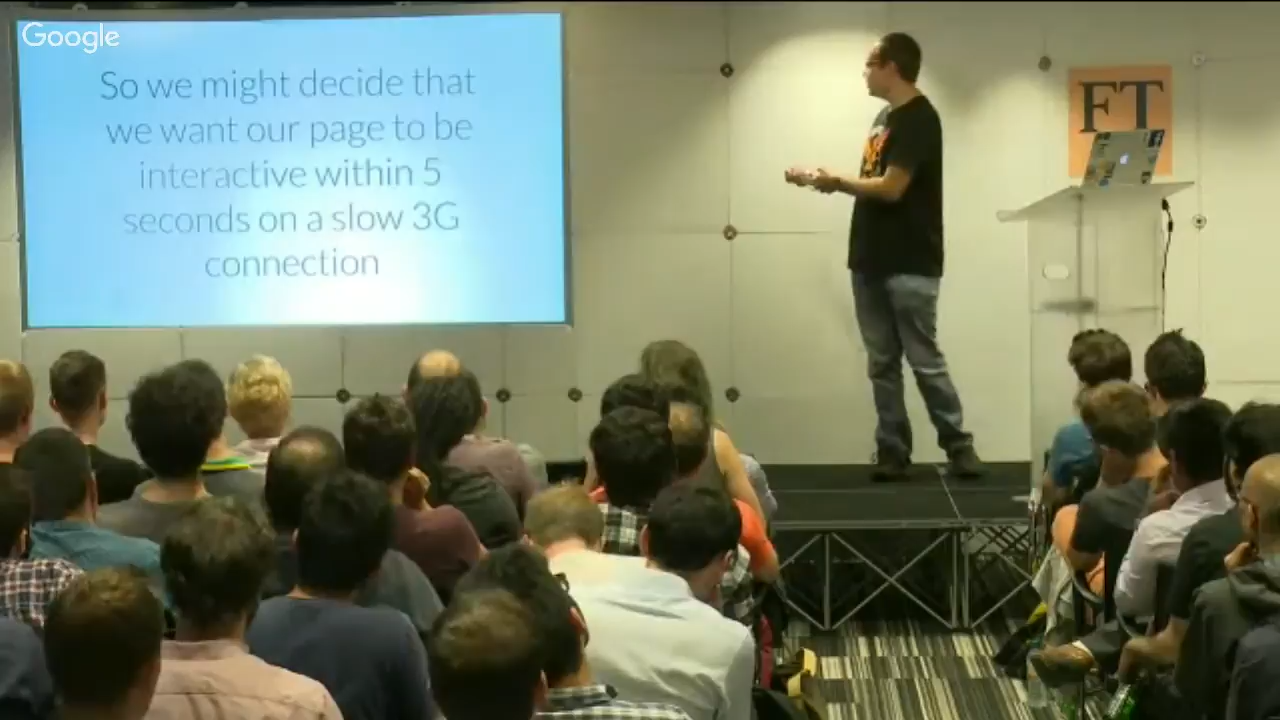 Google
So we might decide that
we want our page to be
interactive within 5
seconds on a slow 3G
connection
FT